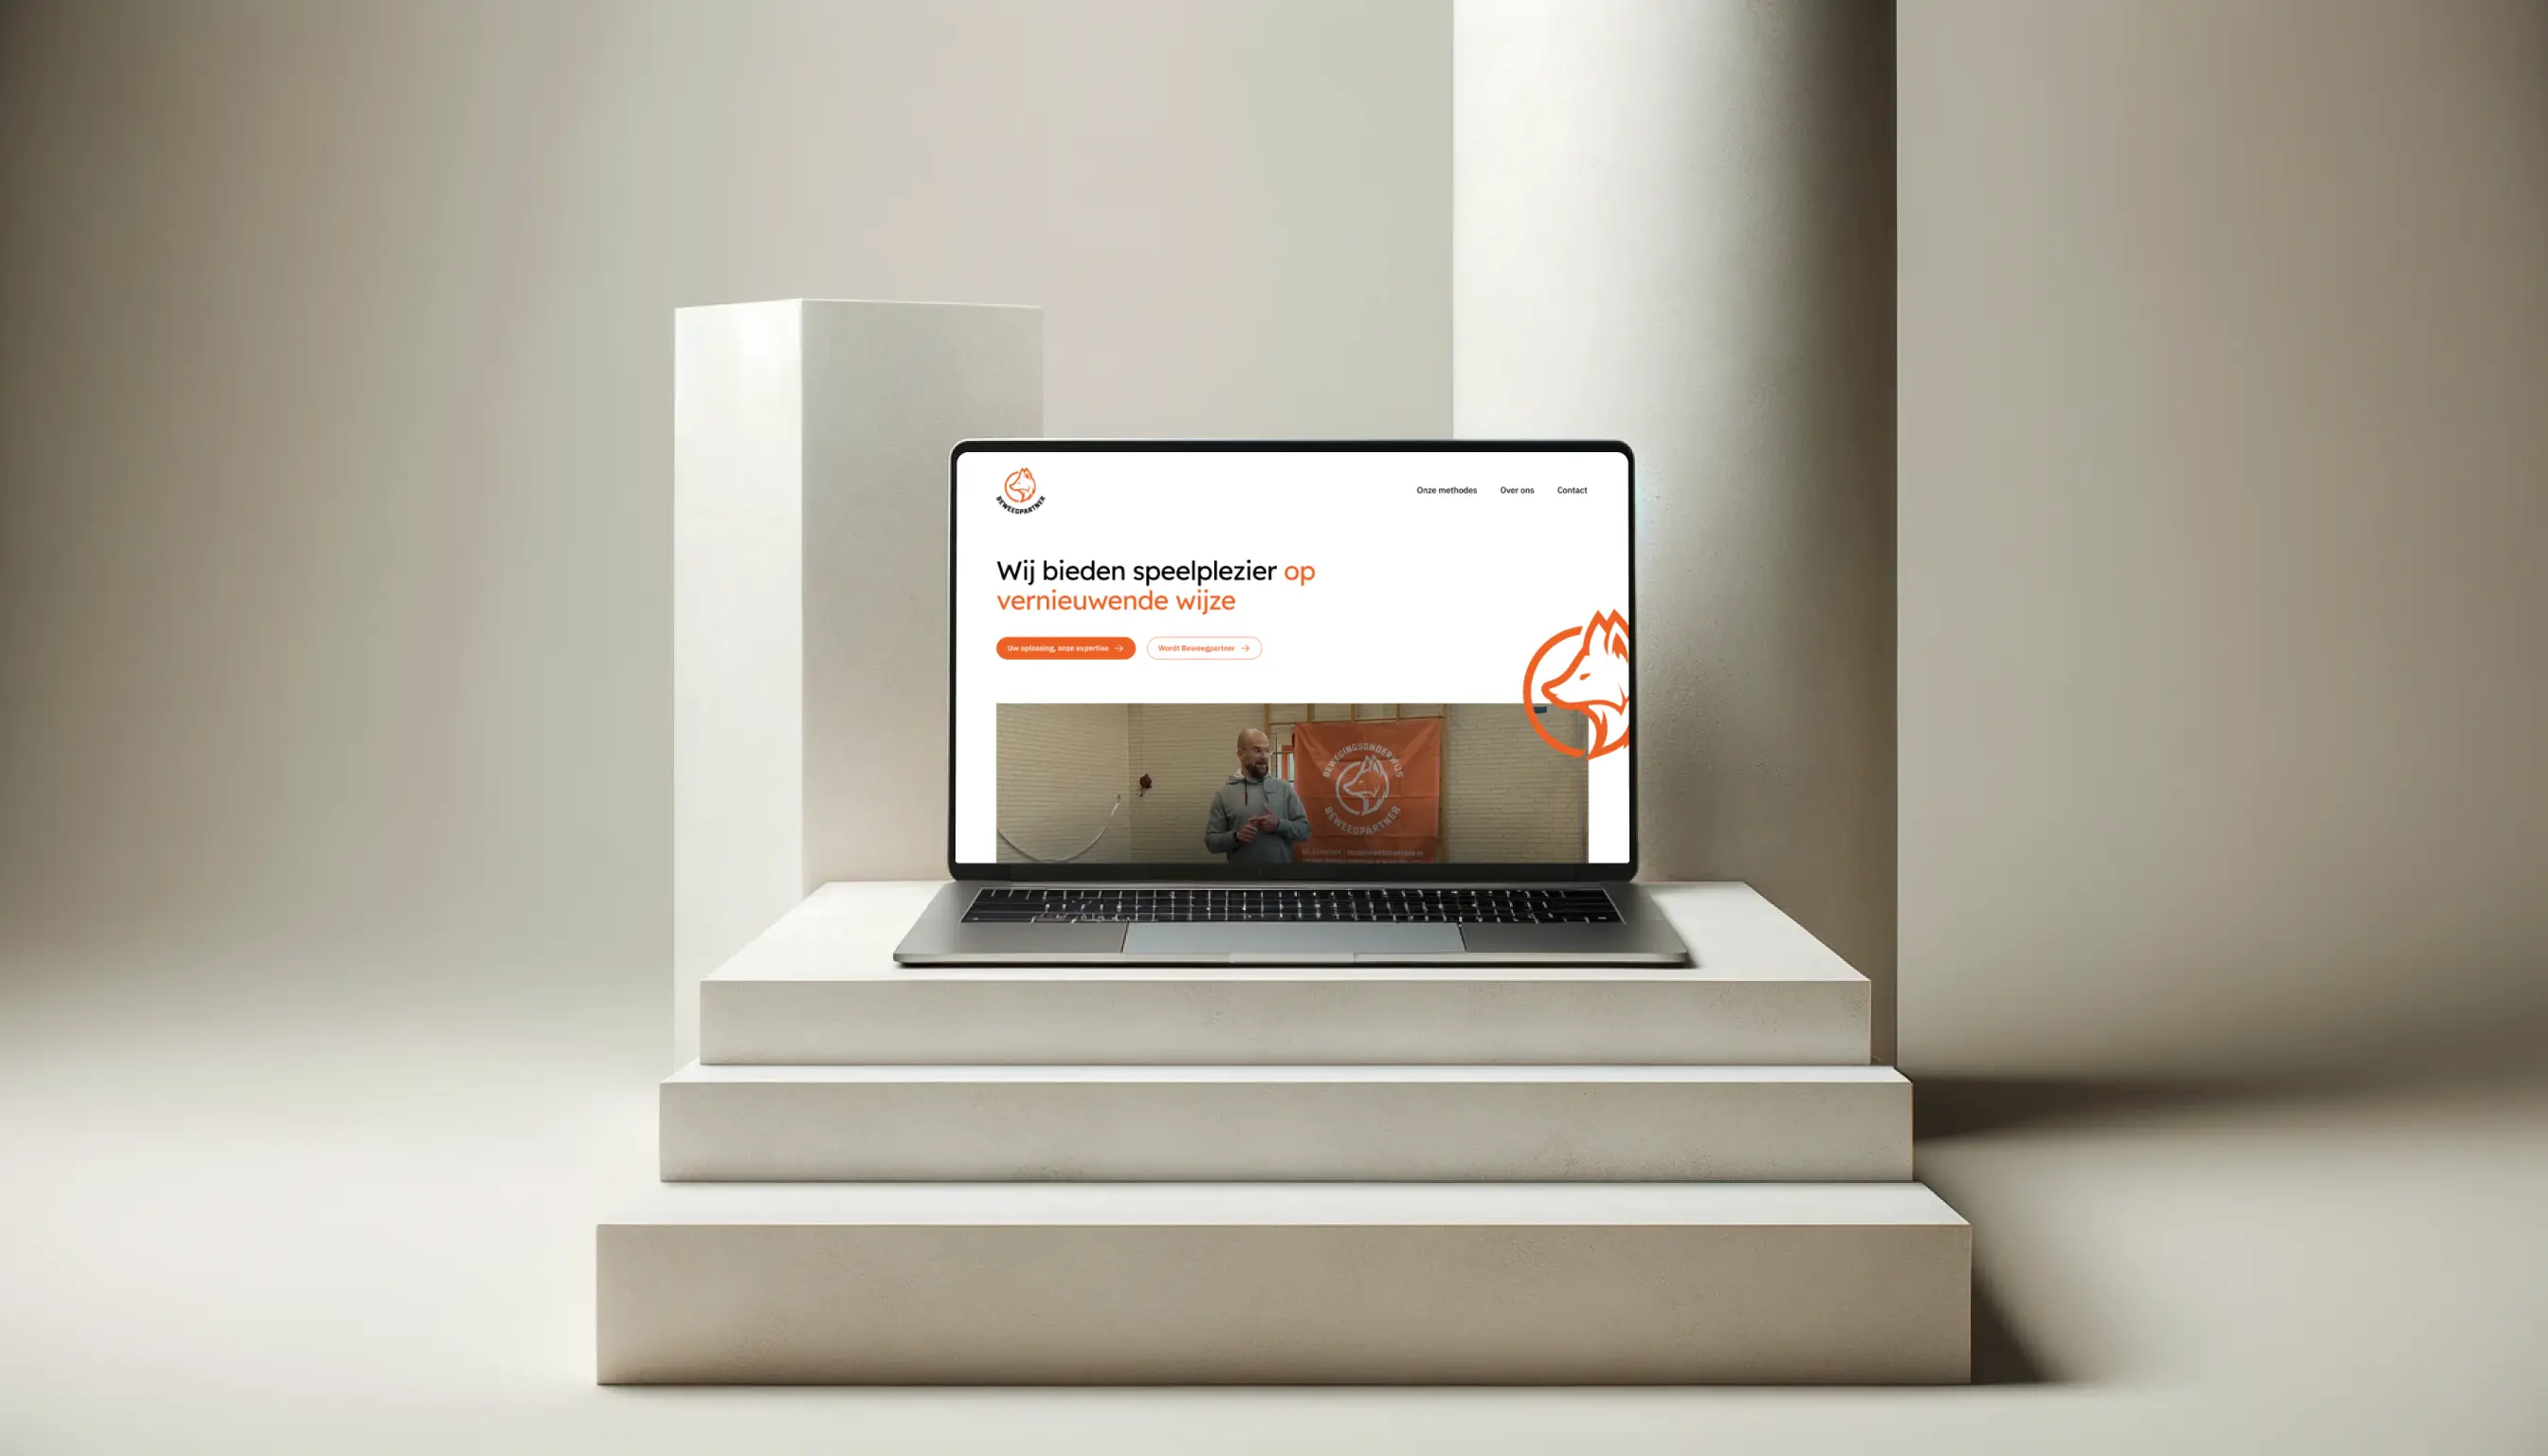 BEWEEGPARTNER
Onze methodes
Over ons
Contact
Wij bieden speelplezier op
vernieuwende wijze
Uw oplossing, onze expertise →
Wordt Beweegpartner →
BEWEGINGSONDERWIJS
BEWEEGPARTNER